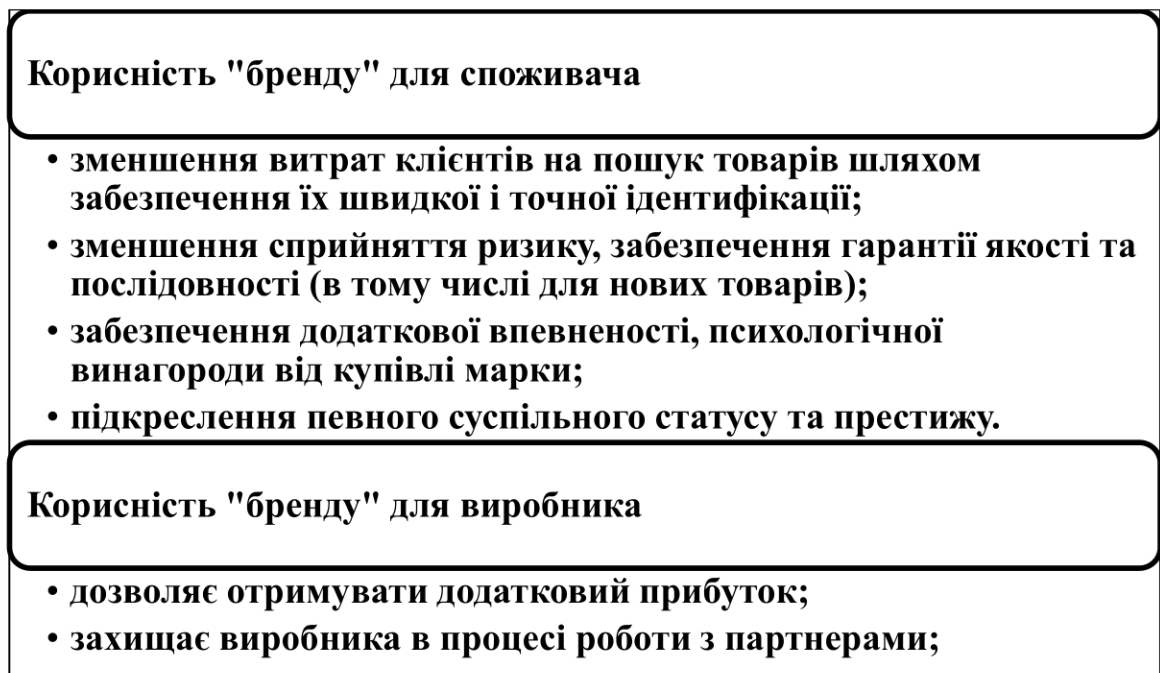 Корисність "бренду" для споживача
• зменшення витрат клієнтів на пошук товарів шляхом
забезпечення їх швидкої і точної ідентифікації;
• зменшення сприйняття ризику, забезпечення гарантії якості та
послідовності (в тому числі для нових товарів);
• забезпечення додаткової впевненості, психологічної
винагороди від купівлі марки;
• підкреслення певного суспільного статусу та престижу.
Корисність "бренду" для виробника
• дозволяє отримувати додатковий прибуток;
• захищає виробника в процесі роботи з партнерами;